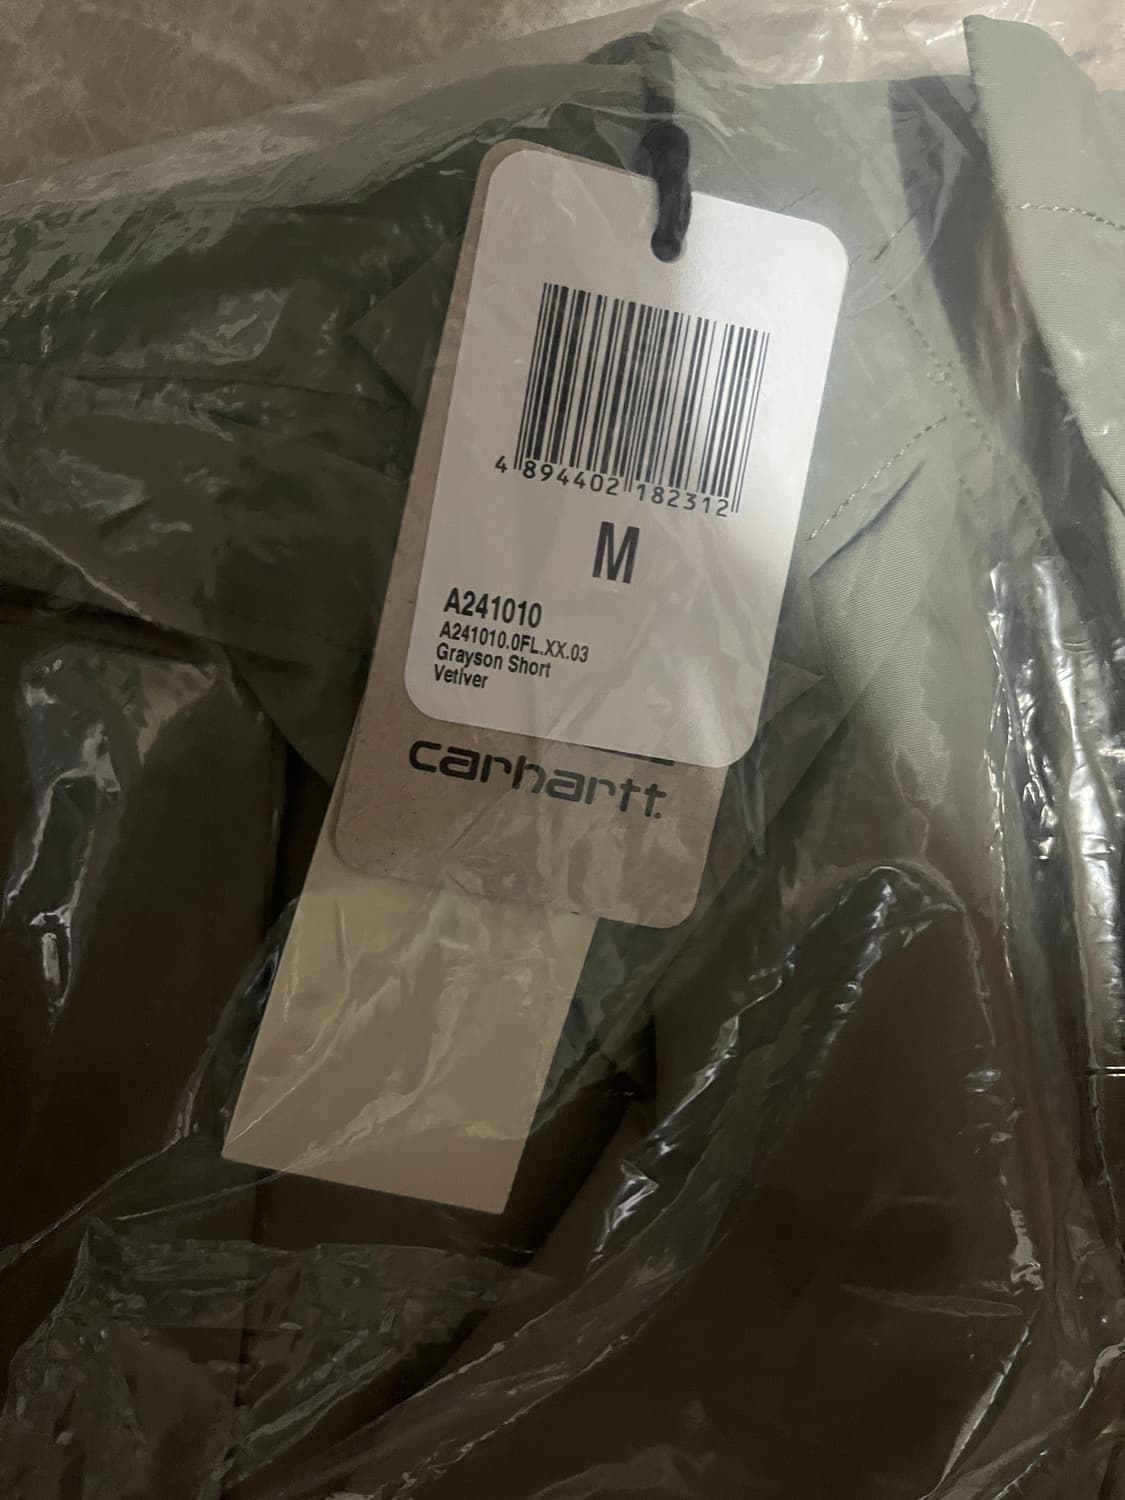 4 894402 182312
M
A241010
A241010.0FL.XX.03
Grayson Short
Vetiver
carhartt